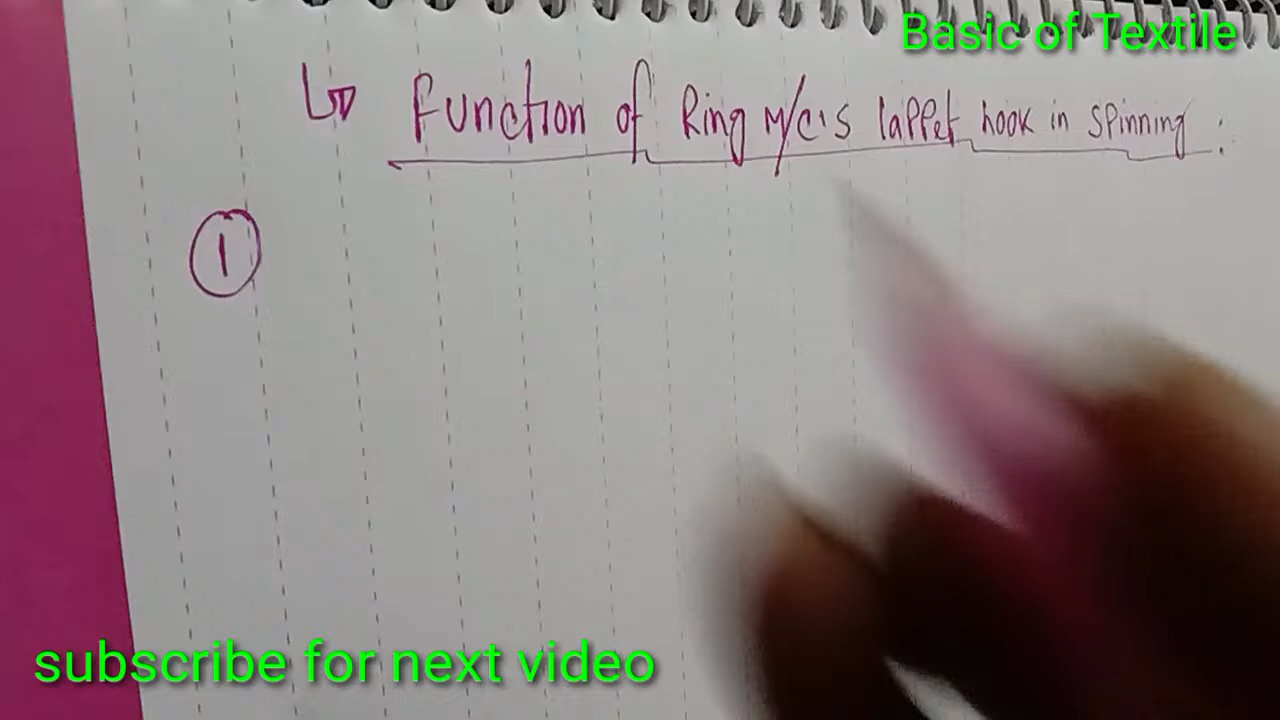 Basic of Textile
Function of Ring M/C's lappet hook in spinning :
1
subscribe for next video